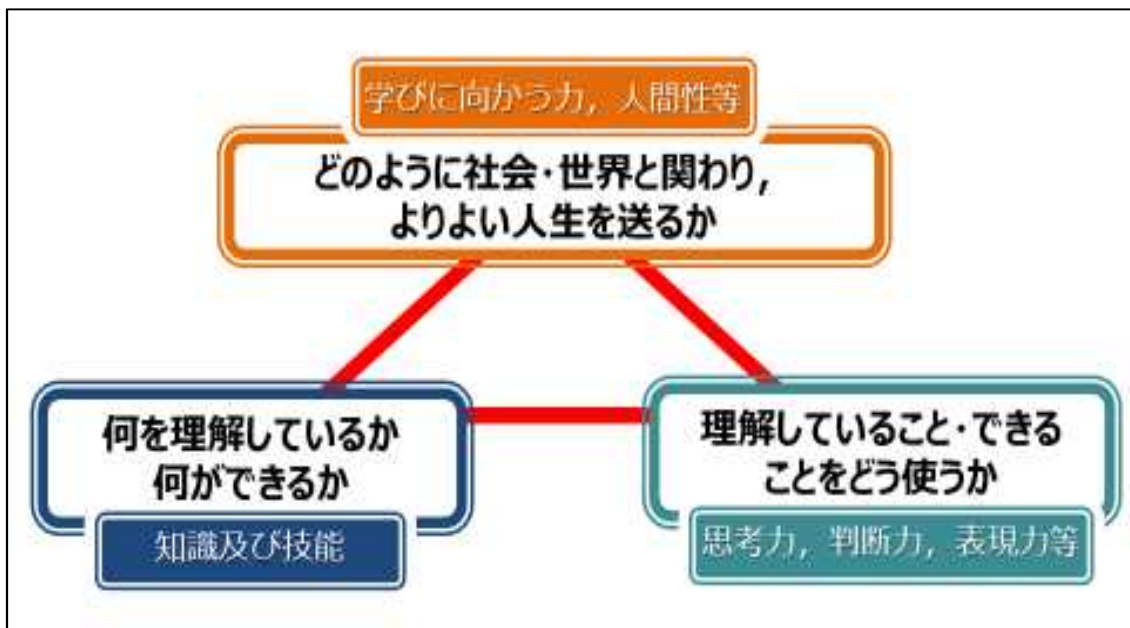 学びに向かう力，人間性等
どのように社会・世界と関わり，
よりよい人生を送るか
何を理解しているか
何ができるか
知識及び技能
理解していること・できる
ことをどう使うか
思考力，判断力，表現力等